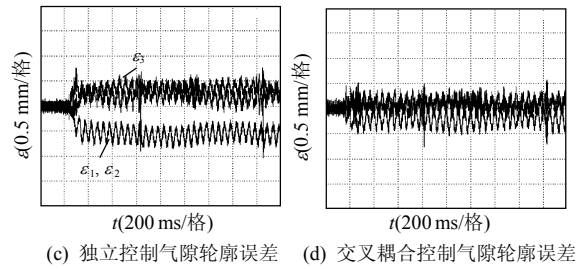 ε(0.5 mm/格)
ε₃
ε₁, ε₂
t(200 ms/格)
(c) 独立控制气隙轮廓误差
ε(0.5 mm/格)
t(200 ms/格)
(d) 交叉耦合控制气隙轮廓误差